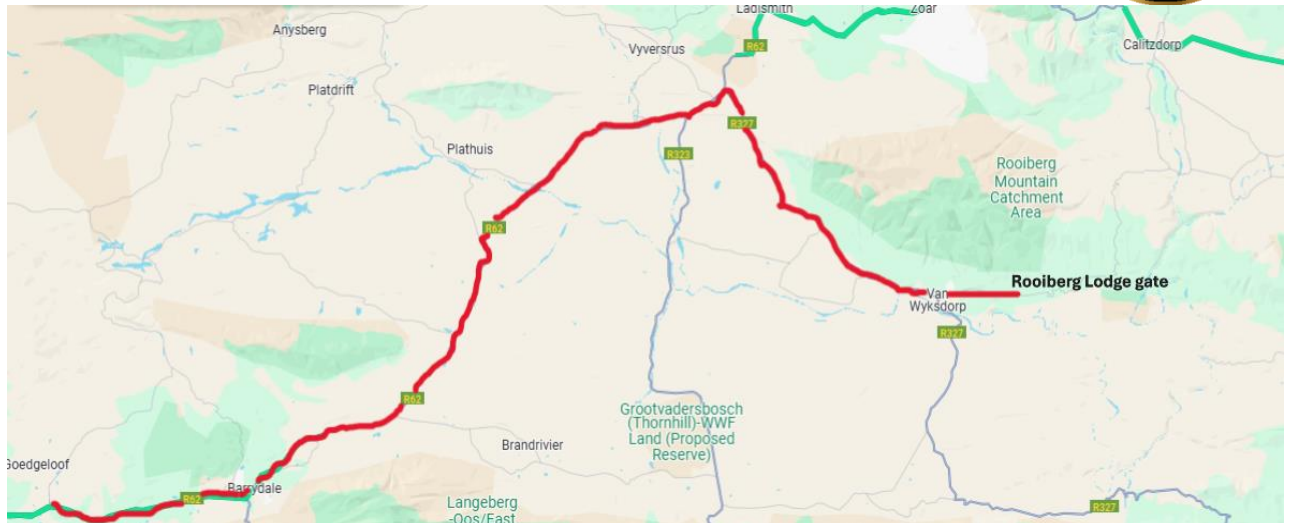 Ladismith
Zoar
Anysberg
Calitzdorp
Vyversrus
R62
Platdrift
R327
Plathuis
R323
Rooiberg
Mountain
Catchment
Area
R62
Rooiberg Lodge gate
Van
Wyksdorp
R327
R62
Grootvadersbosch
(Thornhill)-WWF
Land (Proposed
Reserve)
Brandrivier
Goedgeloof
Barrydale
R62
Langeberg
-Oos/East
R327